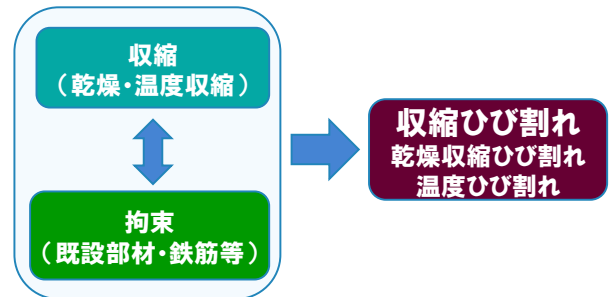 収縮
（乾燥・温度収縮）
拘束
（既設部材・鉄筋等）
収縮ひび割れ
乾燥収縮ひび割れ
温度ひび割れ